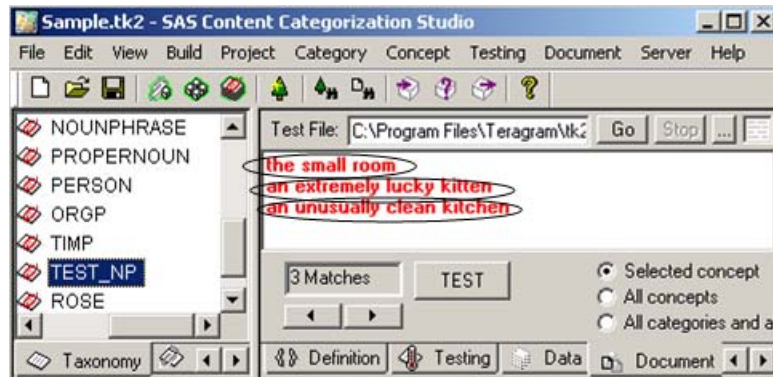 Sample.tk2 - SAS Content Categorization Studio
File Edit View Build Project Category Concept Testing Document Server Help
NOUNPHRASE
PROPERNOUN
PERSON
ORGP
TIMP
TEST_NP
ROSE
Taxonomy
Test File: C:\Program Files\Teragram\tk2 Go Stop ...
the small room
an extremely lucky kitten
an unusually clean kitchen
3 Matches TEST
Selected concept
All concepts
All categories and a
Definition Testing Data Document